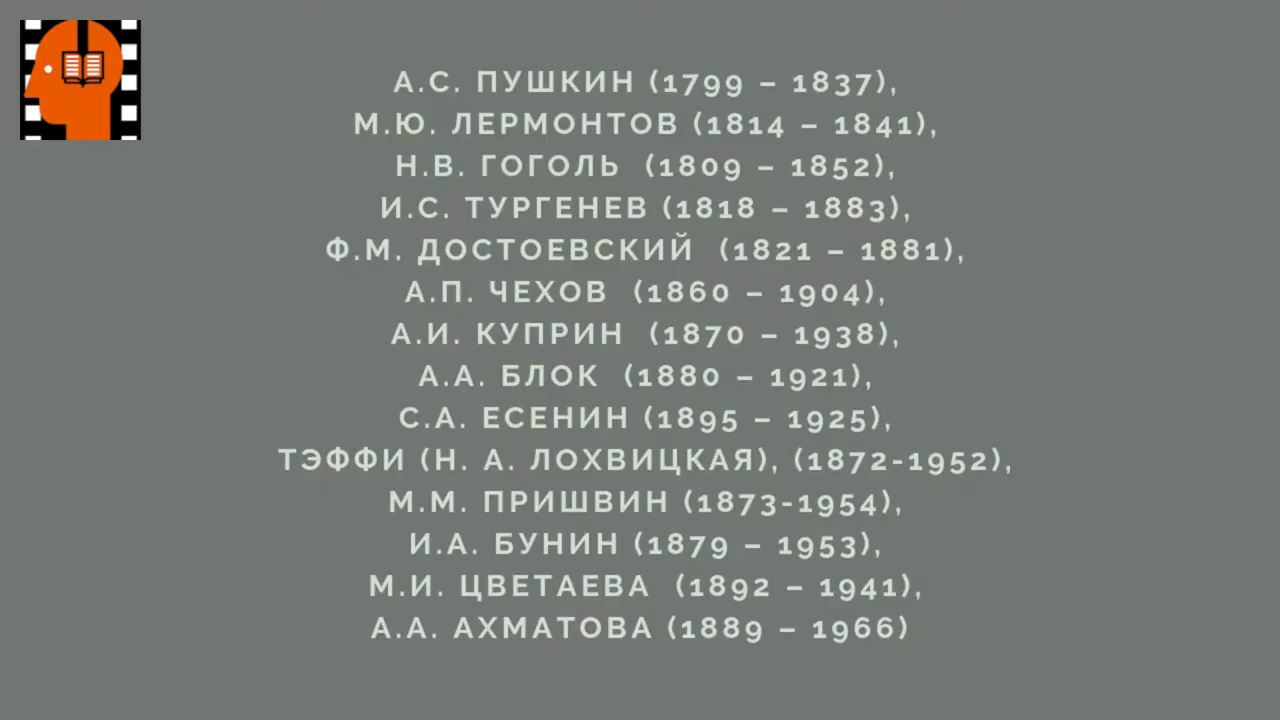 А.С. ПУШКИН (1799 – 1837),
М.Ю. ЛЕРМОНТОВ (1814 – 1841),
Н.В. ГОГОЛЬ (1809 – 1852),
И.С. ТУРГЕНЕВ (1818 – 1883),
Ф.М. ДОСТОЕВСКИЙ (1821 – 1881),
А.П. ЧЕХОВ (1860 – 1904),
А.И. КУПРИН (1870 – 1938),
А.А. БЛОК (1880 – 1921),
С.А. ЕСЕНИН (1895 – 1925),
ТЭФФИ (Н. А. ЛОХВИЦКАЯ), (1872-1952),
М.М. ПРИШВИН (1873-1954),
И.А. БУНИН (1879 – 1953),
М.И. ЦВЕТАЕВА (1892 – 1941),
А.А. АХМАТОВА (1889 – 1966)